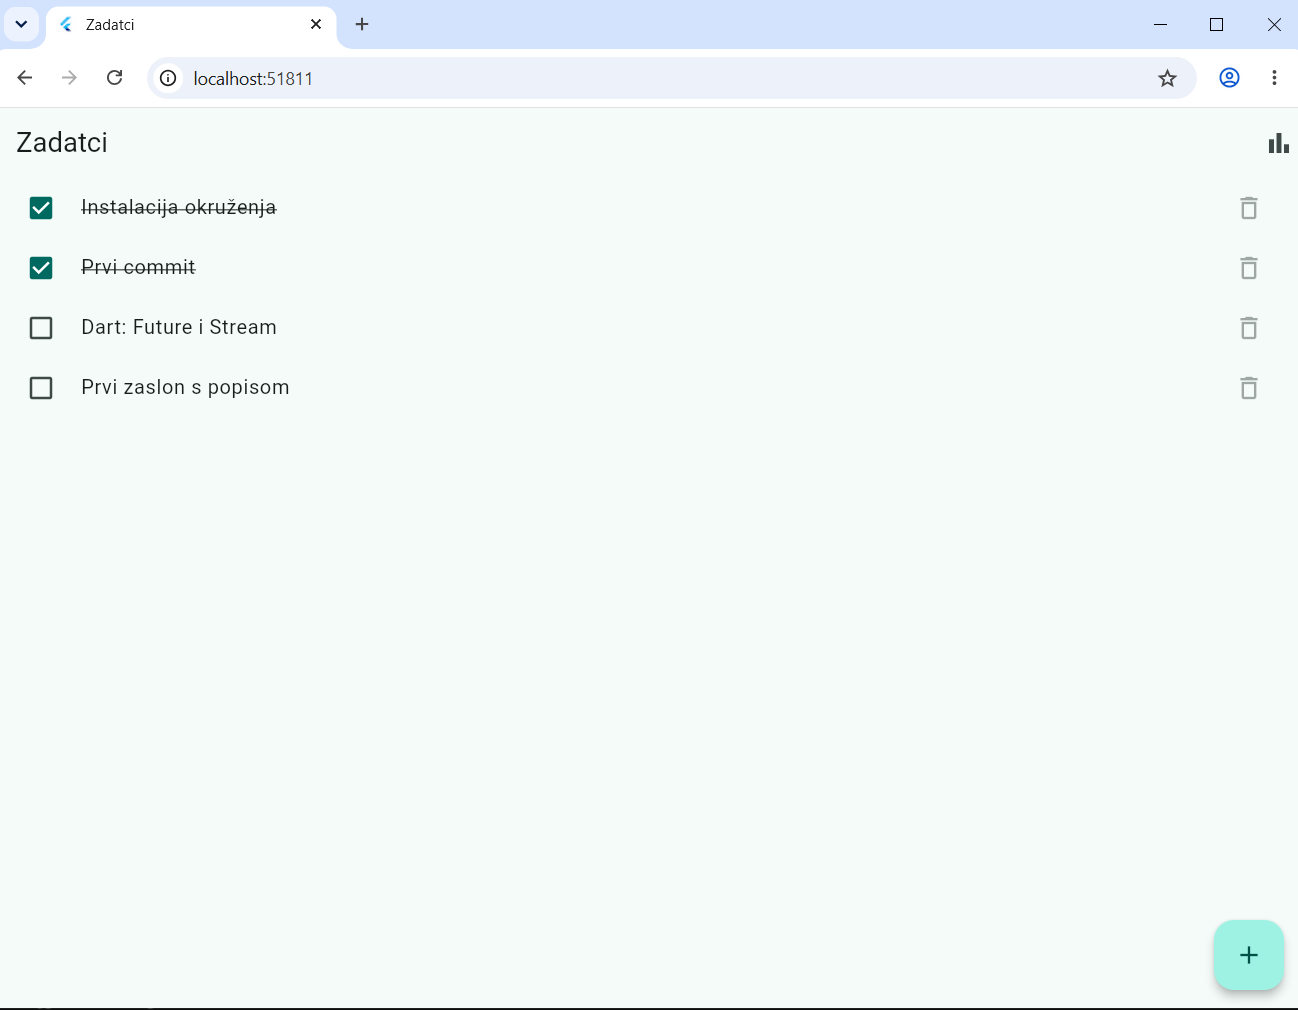 Zadatci
localhost:51811
Zadatci
Instalacija okruženja
Prvi commit
Dart: Future i Stream
Prvi zaslon s popisom